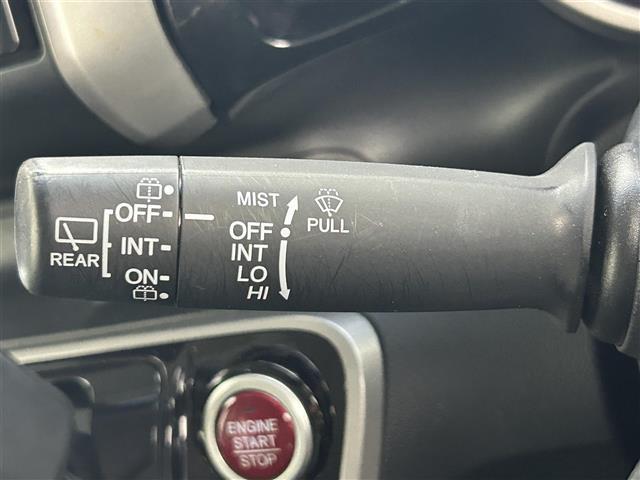 OFF
INT
REAR
ON
MIST
PULL
OFF
INT
LO
HI
ENGINE
START
STOP